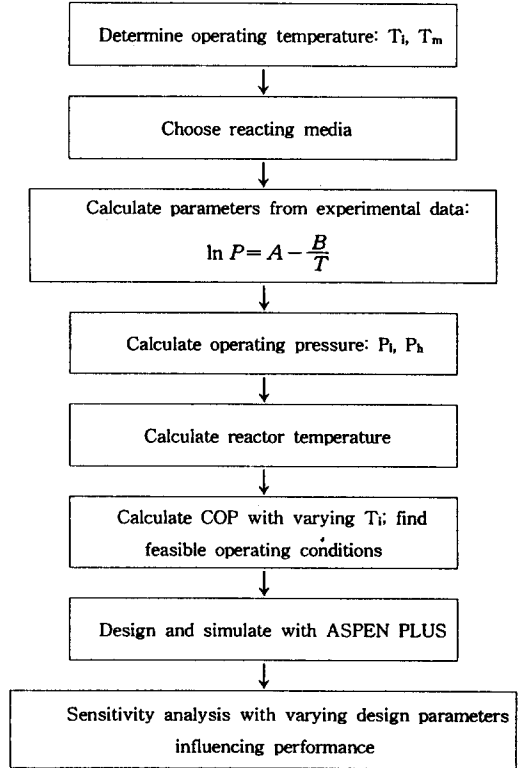 Determine operating temperature: Tₗ, Tₘ
Choose reacting media
Calculate parameters from experimental data:
ln P = A − B/T
Calculate operating pressure: Pₗ, Pₕ
Calculate reactor temperature
Calculate COP with varying Tᵢ; find
feasible operating conditions
Design and simulate with ASPEN PLUS
Sensitivity analysis with varying design parameters
influencing performance